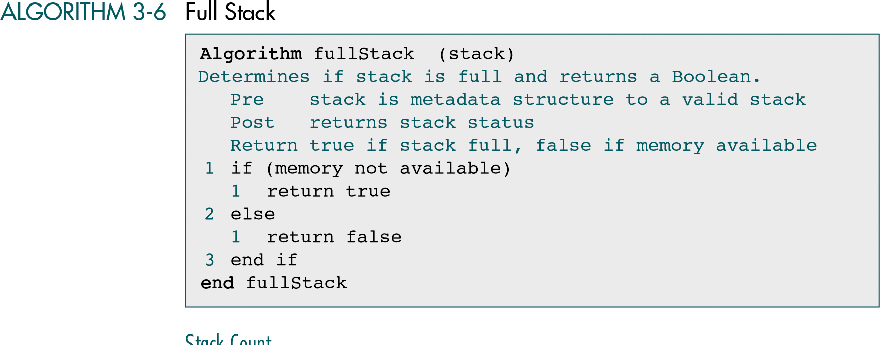 ALGORITHM 3-6 Full Stack
Algorithm fullStack (stack)
Determines if stack is full and returns a Boolean.
Pre stack is metadata structure to a valid stack
Post returns stack status
Return true if stack full, false if memory available
1 if (memory not available)
1 return true
2 else
1 return false
3 end if
end fullStack
Stack Count